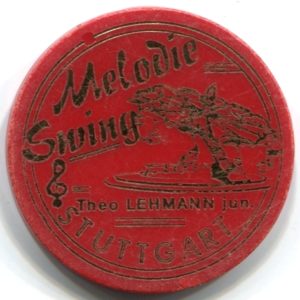 Melodie
Swing
Theo LEHMANN jun.
STUTTGART